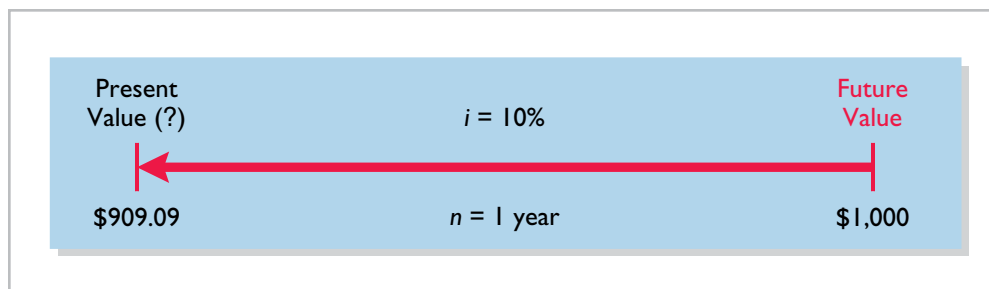 Present
Value (?)
i = 10%
Future
Value
$909.09
n = 1 year
$1,000